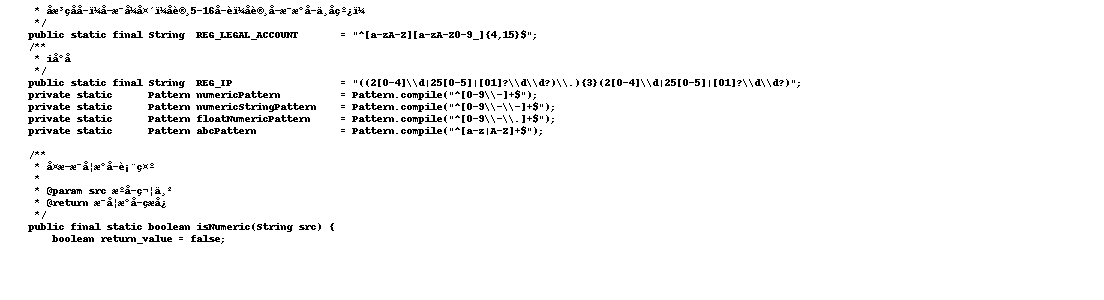 * åæ³çåå–ï¼å–æ¯å¼å¤´ï¼åè®¸5–16å–èï¼åè®¸å–æ¯æ°å–ä¸åçº¿ï¼
*/
public static final String REG_LEGAL_ACCOUNT = "^[a-zA-Z][a-zA-Z0-9_]{4,15}$";
/**
* iå°å
*/
public static final String REG_IP = "((2[0-4]\\d|25[0-5]|[01]?\\d\\d?)\\.){3}(2[0-4]\\d|25[0-5]|[01]?\\d\\d?)";
private static Pattern numericPattern = Pattern.compile("^[0-9\\-]+$");
private static Pattern numericStringPattern = Pattern.compile("^[0-9\\-\\-]+$");
private static Pattern floatNumericPattern = Pattern.compile("^[0-9\\-\\.]+$");
private static Pattern abcPattern = Pattern.compile("^[a-z|A-Z]+$");
/**
* å¤æ–æ¯å¦æ°å–è¡¨ç¤º
*
* @param src æºå–ç¬¦ä¸²
* @return æ¯å¦æ°å–çæå¿
*/
public final static boolean isNumeric(String src) {
boolean return_value = false;